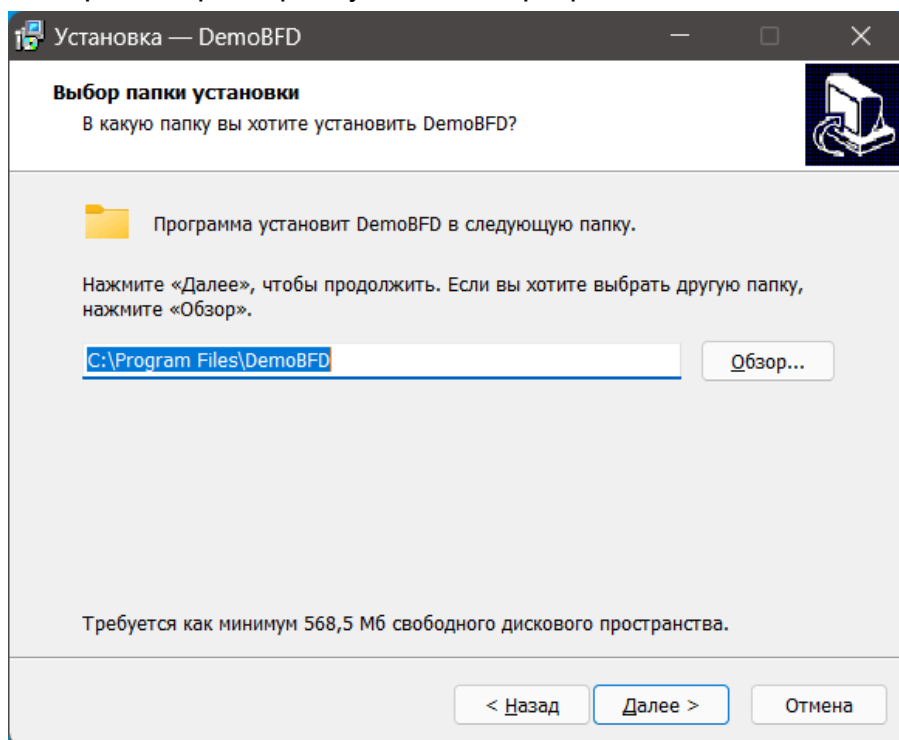 Установка — DemoBFD
Выбор папки установки
В какую папку вы хотите установить DemoBFD?
Программа установит DemoBFD в следующую папку.
Нажмите «Далее», чтобы продолжить. Если вы хотите выбрать другую папку,
нажмите «Обзор».
C:\Program Files\DemoBFD
Обзор...
Требуется как минимум 568,5 Мб свободного дискового пространства.
< Назад
Далее >
Отмена